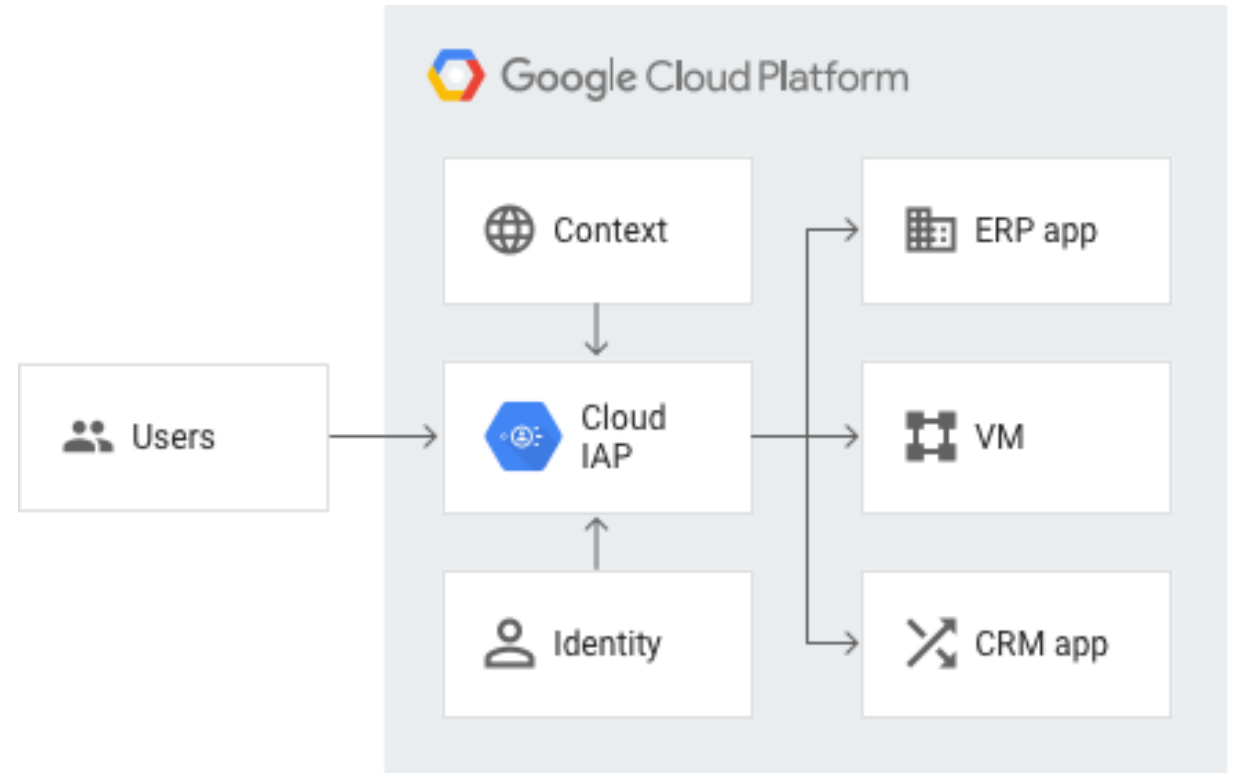 Google Cloud Platform
Context
ERP app
Users
Cloud
IAP
VM
Identity
CRM app